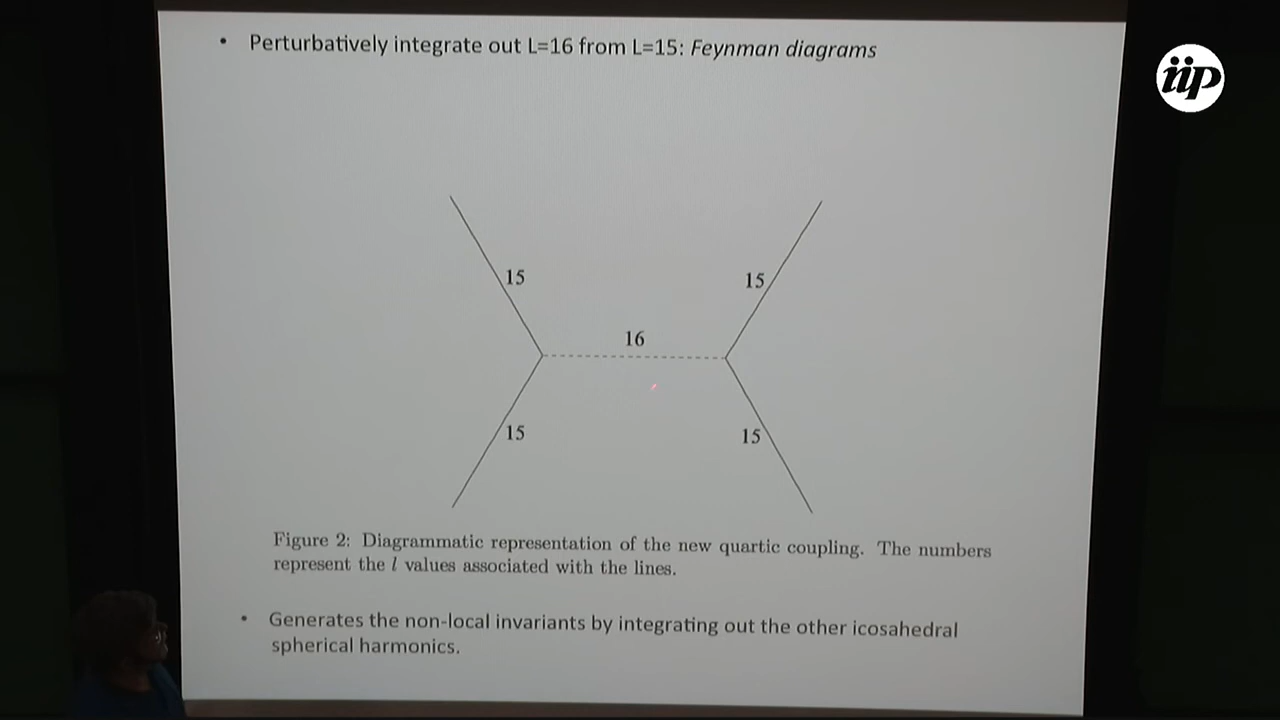 • Perturbatively integrate out L=16 from L=15: Feynman diagrams
iip
15
15
16
15
15
Figure 2: Diagrammatic representation of the new quartic coupling. The numbers
represent the l values associated with the lines.
• Generates the non-local invariants by integrating out the other icosahedral
spherical harmonics.